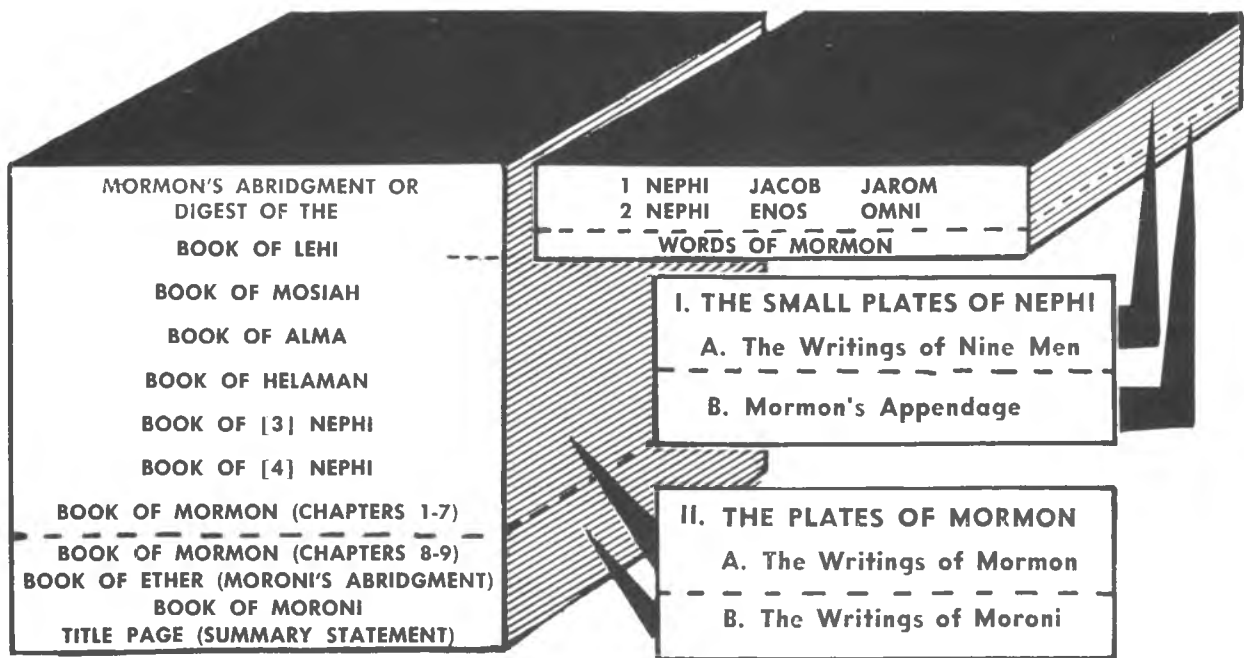 MORMON'S ABRIDGMENT OR
DIGEST OF THE
BOOK OF LEHI
BOOK OF MOSIAH
BOOK OF ALMA
BOOK OF HELAMAN
BOOK OF [3] NEPHI
BOOK OF [4] NEPHI
BOOK OF MORMON (CHAPTERS 1-7)
BOOK OF MORMON (CHAPTERS 8-9)
BOOK OF ETHER (MORONI'S ABRIDGMENT)
BOOK OF MORONI
TITLE PAGE (SUMMARY STATEMENT)
1 NEPHI JACOB JAROM
2 NEPHI ENOS OMNI
WORDS OF MORMON
I. THE SMALL PLATES OF NEPHI
A. The Writings of Nine Men
B. Mormon's Appendage
II. THE PLATES OF MORMON
A. The Writings of Mormon
B. The Writings of Moroni